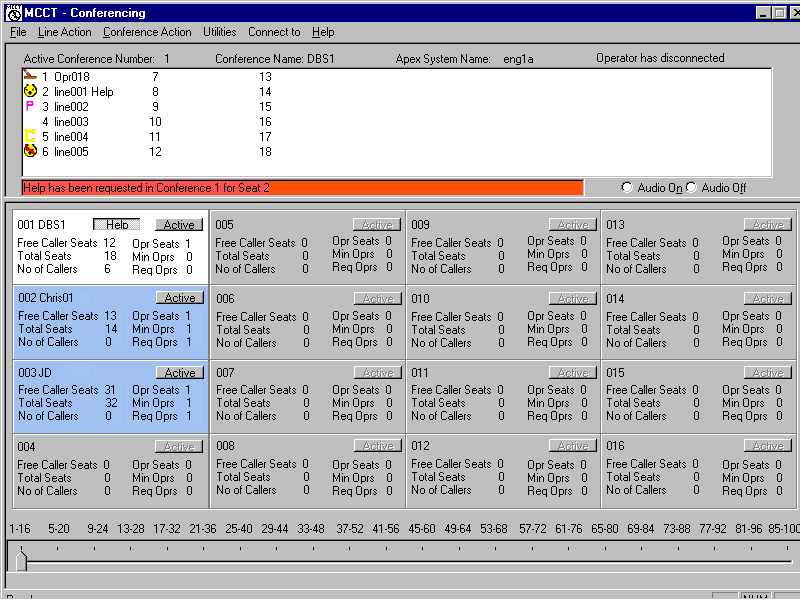 MCCT - Conferencing
File Line Action Conference Action Utilities Connect to Help
Active Conference Number: 1 Conference Name: DBS1 Apex System Name: eng1a Operator has disconnected
1 Opr018 7 13
2 line001 Help 8 14
P 3 line002 9 15
4 line003 10 16
5 line004 11 17
6 line005 12 18
Help has been requested in Conference 1 for Seat 2 Audio On Audio Off
001 DBS1 Help Active
Free Caller Seats 12 Opr Seats 1
Total Seats 18 Min Oprs 0
No of Callers 6 Req Oprs 0
005 Active
Free Caller Seats 0 Opr Seats 0
Total Seats 0 Min Oprs 0
No of Callers 0 Req Oprs 0
009 Active
Free Caller Seats 0 Opr Seats 0
Total Seats 0 Min Oprs 0
No of Callers 0 Req Oprs 0
013 Active
Free Caller Seats 0 Opr Seats 0
Total Seats 0 Min Oprs 0
No of Callers 0 Req Oprs 0
002 Chris01 Active
Free Caller Seats 13 Opr Seats 1
Total Seats 14 Min Oprs 1
No of Callers 0 Req Oprs 1
006 Active
Free Caller Seats 0 Opr Seats 0
Total Seats 0 Min Oprs 0
No of Callers 0 Req Oprs 0
010 Active
Free Caller Seats 0 Opr Seats 0
Total Seats 0 Min Oprs 0
No of Callers 0 Req Oprs 0
014 Active
Free Caller Seats 0 Opr Seats 0
Total Seats 0 Min Oprs 0
No of Callers 0 Req Oprs 0
003 JD Active
Free Caller Seats 31 Opr Seats 1
Total Seats 32 Min Oprs 1
No of Callers 0 Req Oprs 1
007 Active
Free Caller Seats 0 Opr Seats 0
Total Seats 0 Min Oprs 0
No of Callers 0 Req Oprs 0
011 Active
Free Caller Seats 0 Opr Seats 0
Total Seats 0 Min Oprs 0
No of Callers 0 Req Oprs 0
015 Active
Free Caller Seats 0 Opr Seats 0
Total Seats 0 Min Oprs 0
No of Callers 0 Req Oprs 0
004 Active
Free Caller Seats 0 Opr Seats 0
Total Seats 0 Min Oprs 0
No of Callers 0 Req Oprs 0
008 Active
Free Caller Seats 0 Opr Seats 0
Total Seats 0 Min Oprs 0
No of Callers 0 Req Oprs 0
012 Active
Free Caller Seats 0 Opr Seats 0
Total Seats 0 Min Oprs 0
No of Callers 0 Req Oprs 0
016 Active
Free Caller Seats 0 Opr Seats 0
Total Seats 0 Min Oprs 0
No of Callers 0 Req Oprs 0
1-16 5-20 9-24 13-28 17-32 21-36 25-40 29-44 33-48 37-52 41-56 45-60 49-64 53-68 57-72 61-76 65-80 69-84 73-88 77-92 81-96 85-100